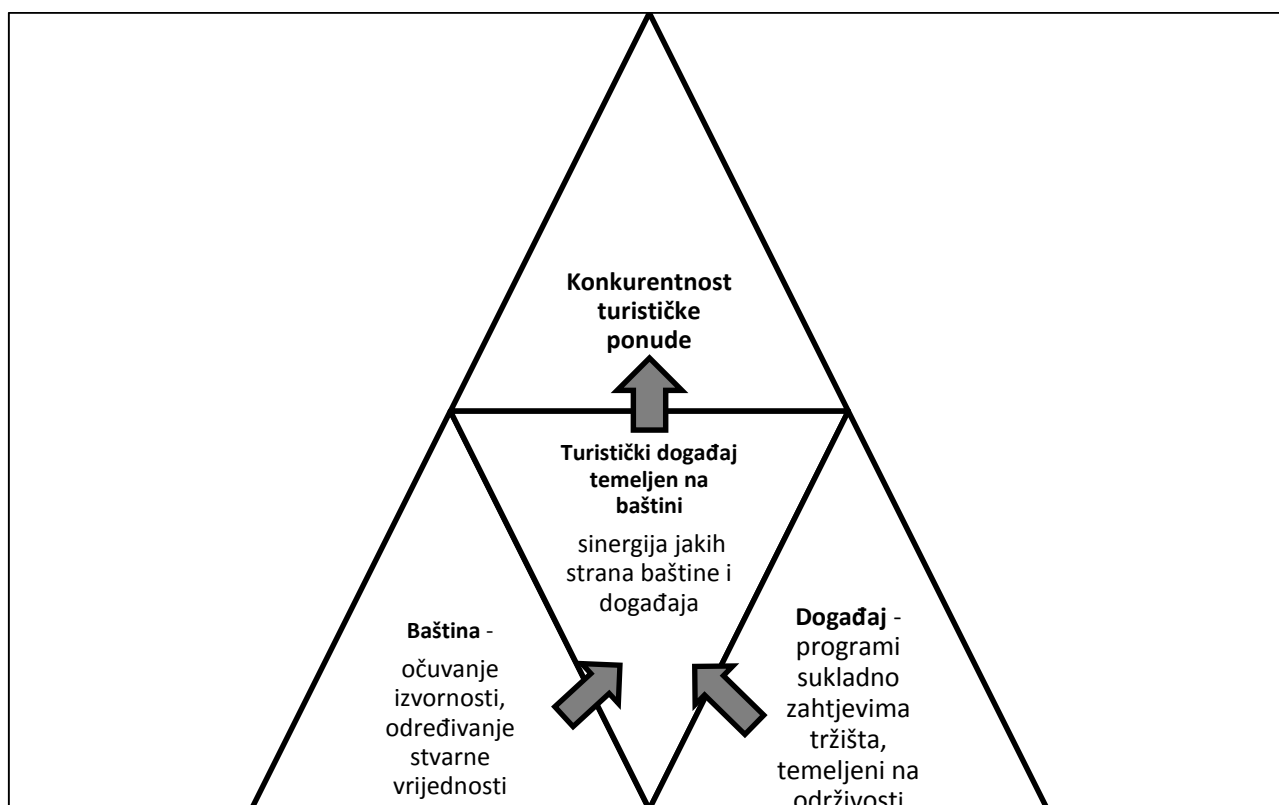 Konkurentnost
turističke
ponude
Turistički događaj
temeljen na
baštini
sinergija jakih
strana baštine i
događaja
Baština -
očuvanje
izvornosti,
određivanje
stvarne
vrijednosti
Događaj -
programi
sukladno
zahtjevima
tržišta,
temeljeni na
održivosti